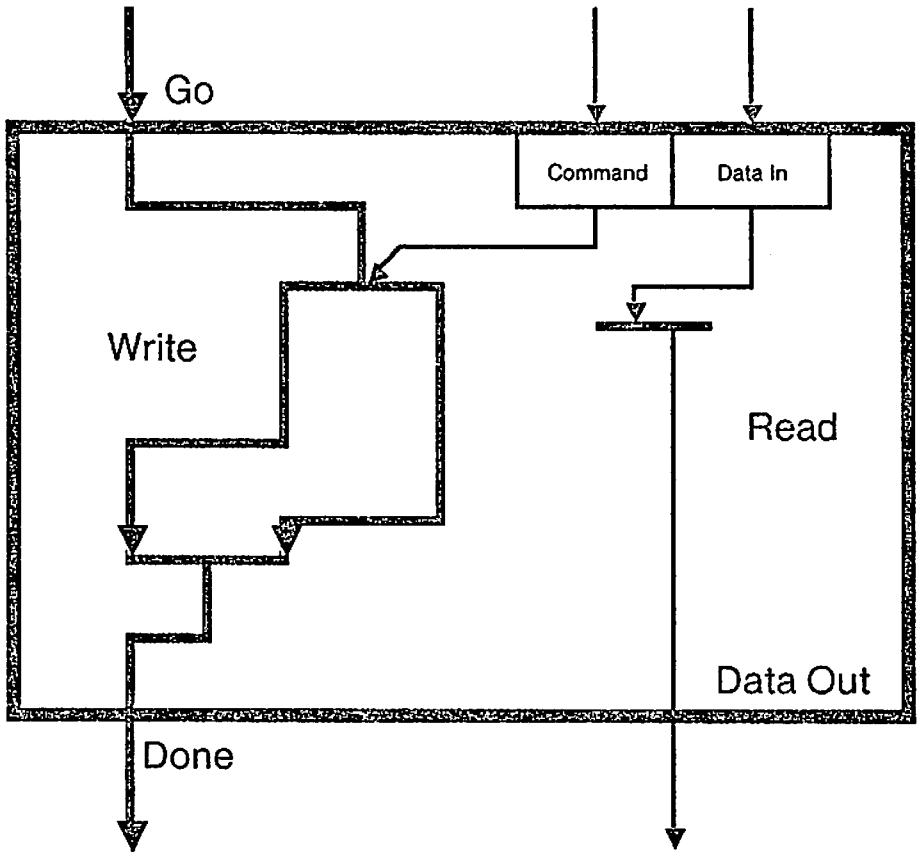 Go
Command
Data In
Write
Read
Data Out
Done